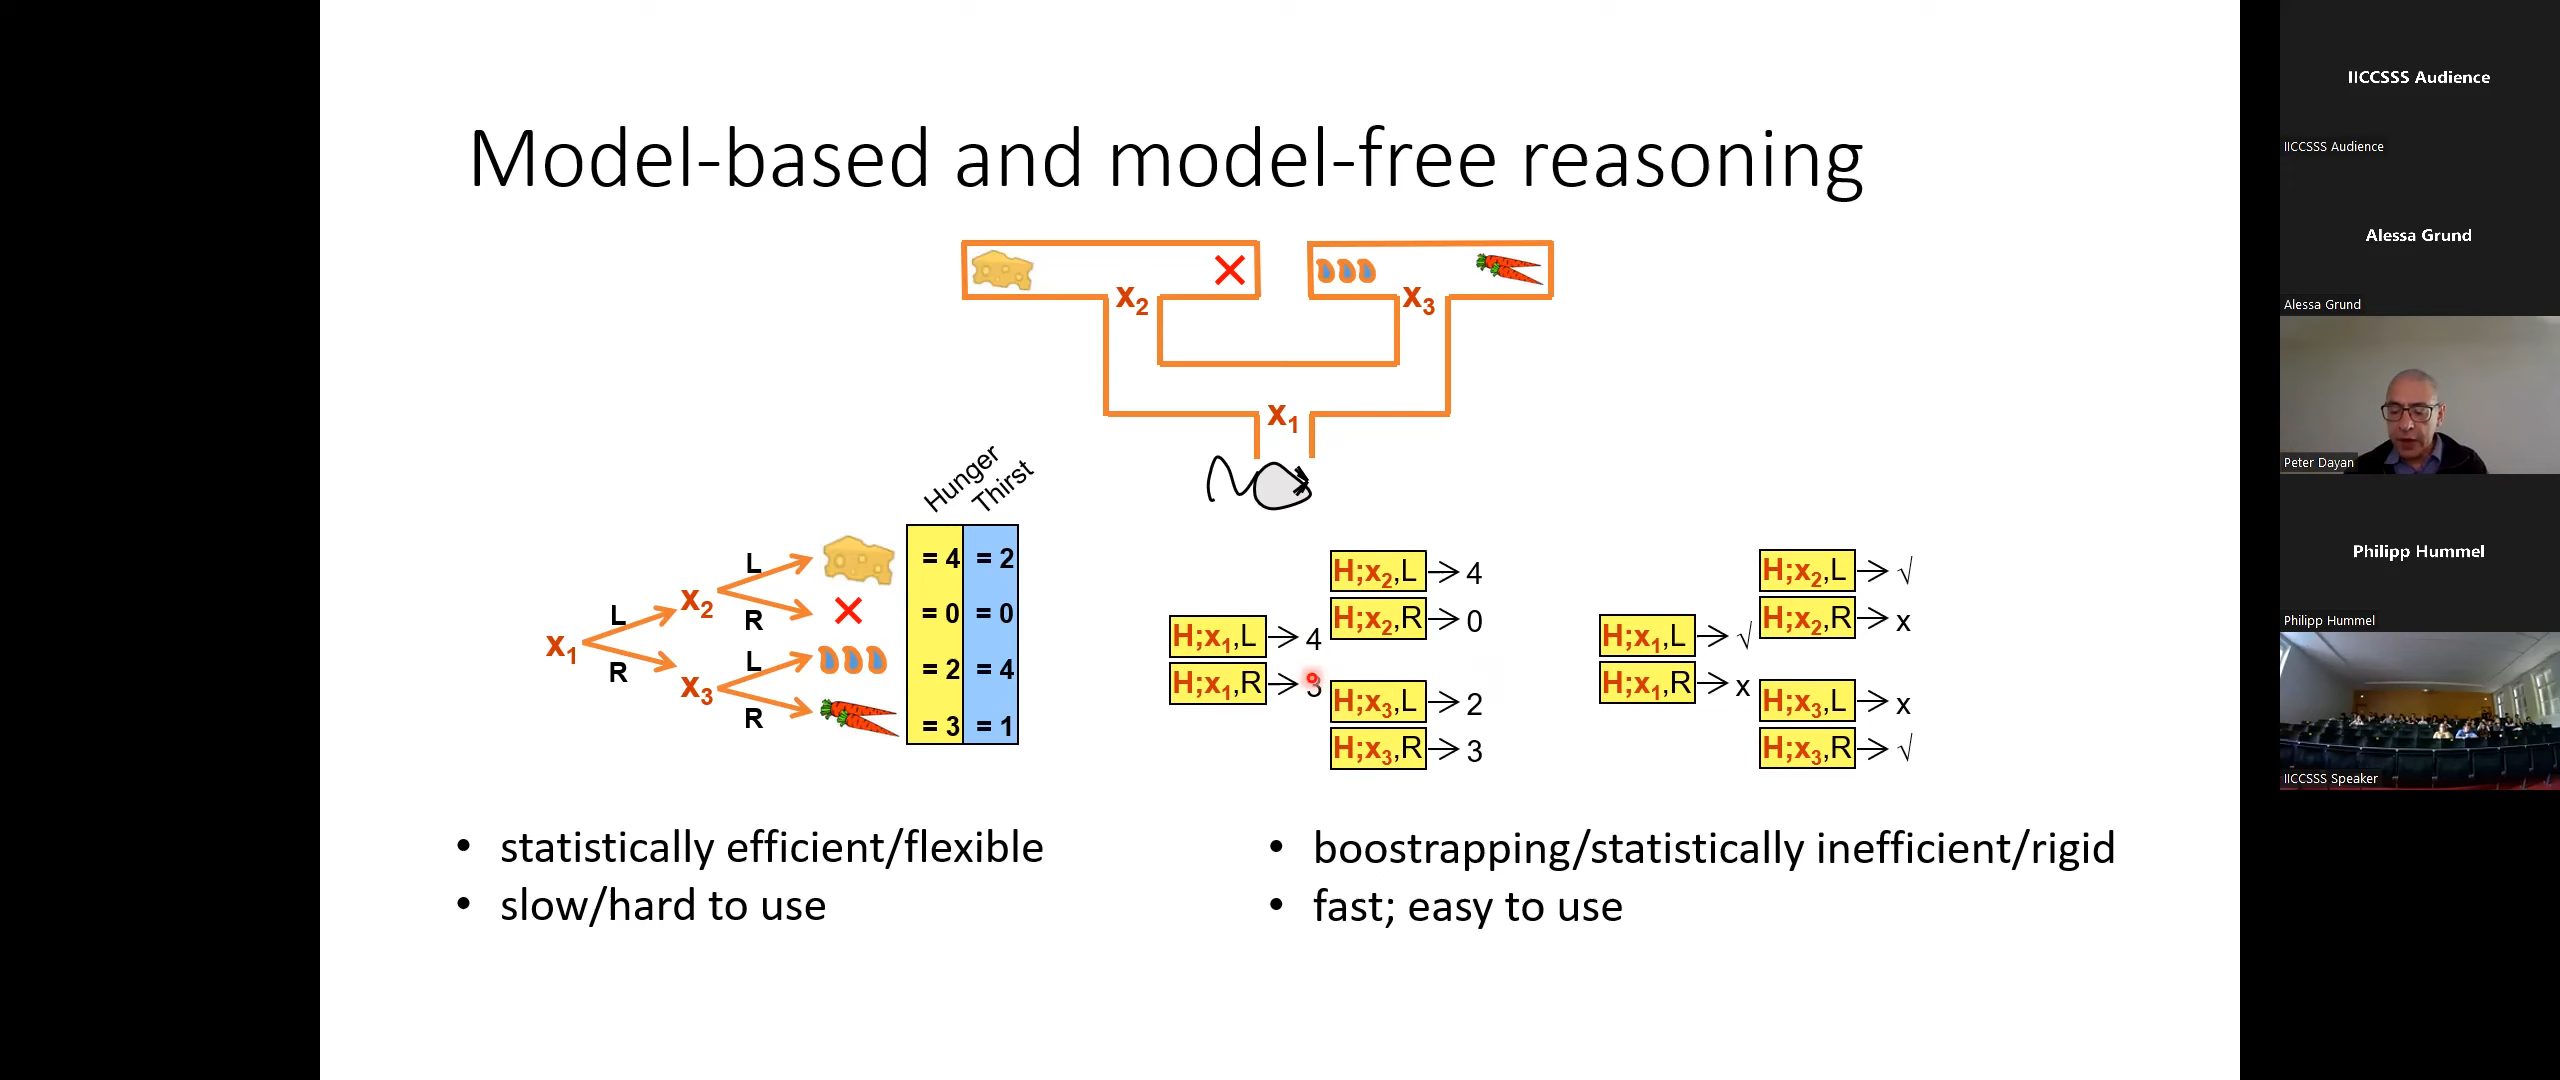 Model-based and model-free reasoning
x2
x3
x1
Hunger
Thirst
L
= 4 = 2
x2
R
= 0 = 0
L
x1
R
L
= 2 = 4
x3
R
= 3 = 1
H;x2,L → 4
H;x2,R → 0
H;x1,L → 4
H;x1,R → 3
H;x3,L → 2
H;x3,R → 3
H;x2,L → √
H;x2,R → x
H;x1,L → √
H;x1,R → x
H;x3,L → x
H;x3,R → √
• statistically efficient/flexible
• slow/hard to use
• boostrapping/statistically inefficient/rigid
• fast; easy to use
IICCSSS Audience
IICCSSS Audience
Alessa Grund
Alessa Grund
Peter Dayan
Philipp Hummel
Philipp Hummel
IICCSSS Speaker